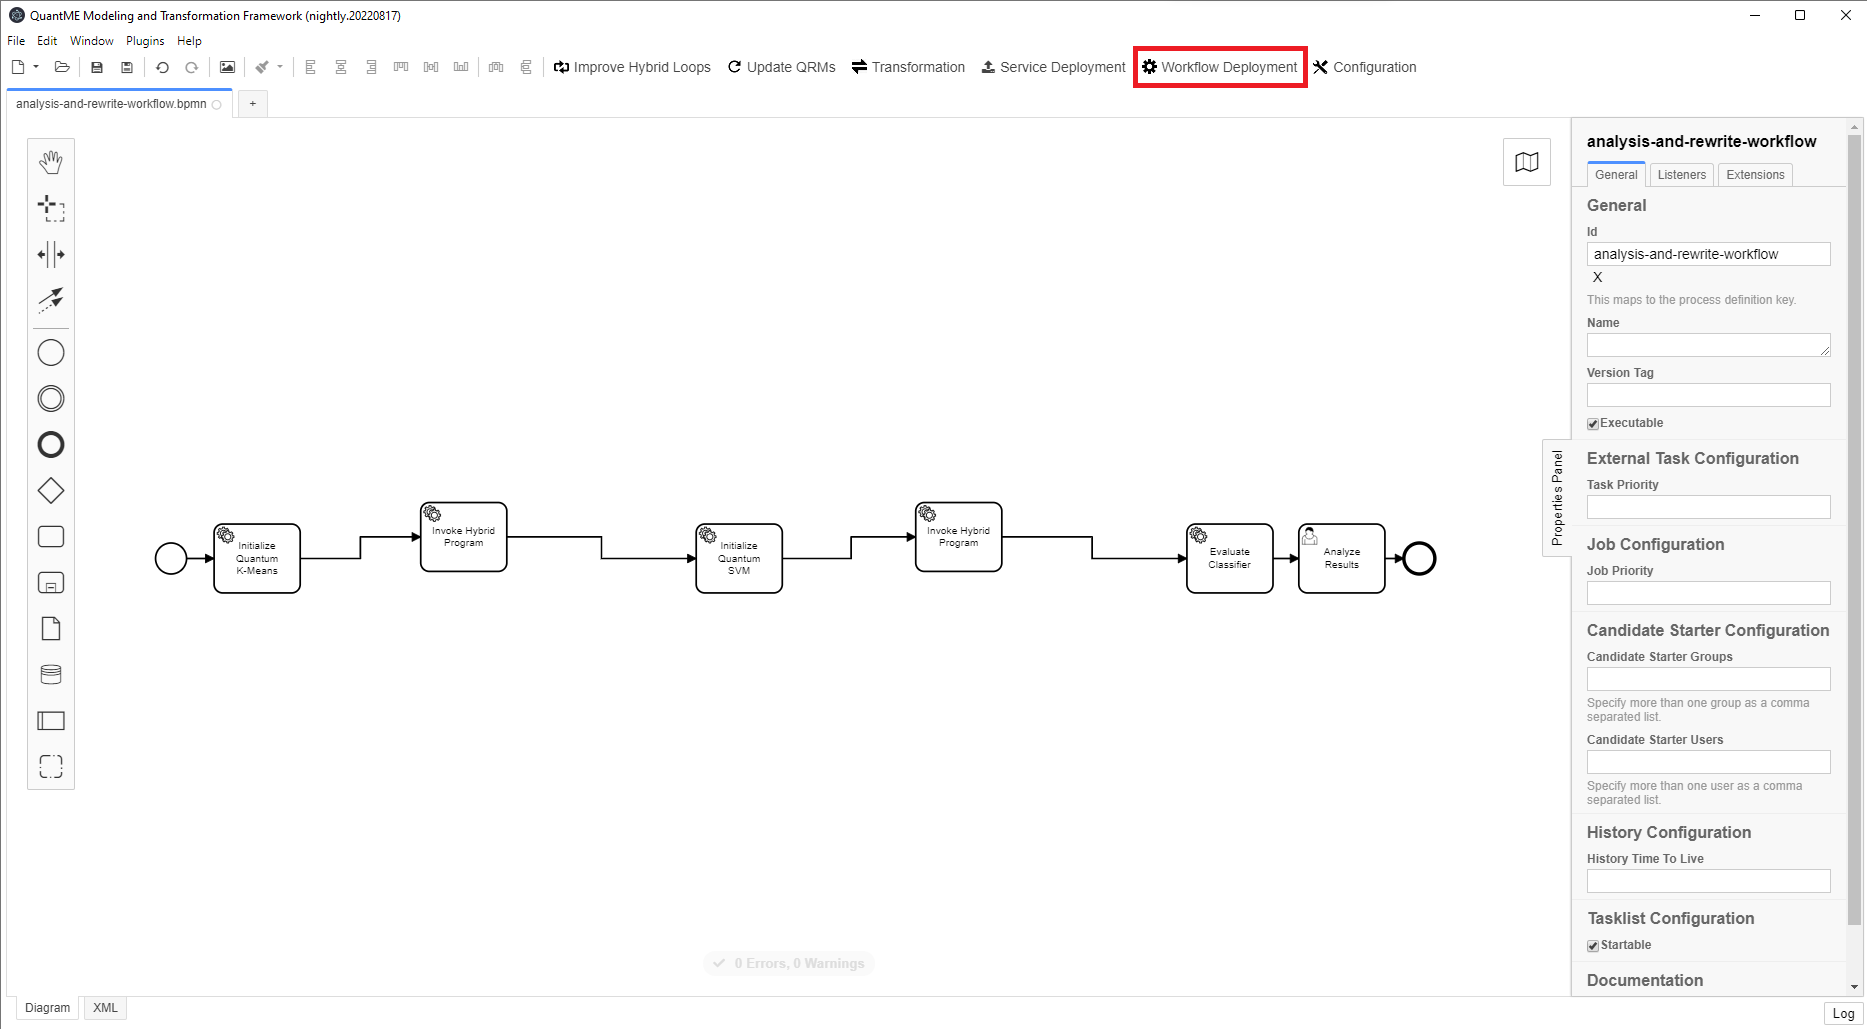 QuantME Modeling and Transformation Framework (nightly.20220817)
File Edit Window Plugins Help
Improve Hybrid Loops Update QRMs Transformation Service Deployment Workflow Deployment Configuration
analysis-and-rewrite-workflow.bpmn +
Initialize
Quantum
K-Means
Invoke Hybrid
Program
Initialize
Quantum
SVM
Invoke Hybrid
Program
Evaluate
Classifier
Analyze
Results
0 Errors, 0 Warnings
Properties Panel
analysis-and-rewrite-workflow
General Listeners Extensions
General
Id
analysis-and-rewrite-workflow
X
This maps to the process definition key.
Name
Version Tag
Executable
External Task Configuration
Task Priority
Job Configuration
Job Priority
Candidate Starter Configuration
Candidate Starter Groups
Specify more than one group as a comma
separated list.
Candidate Starter Users
Specify more than one user as a comma
separated list.
History Configuration
History Time To Live
Tasklist Configuration
Startable
Documentation
Diagram XML
Log